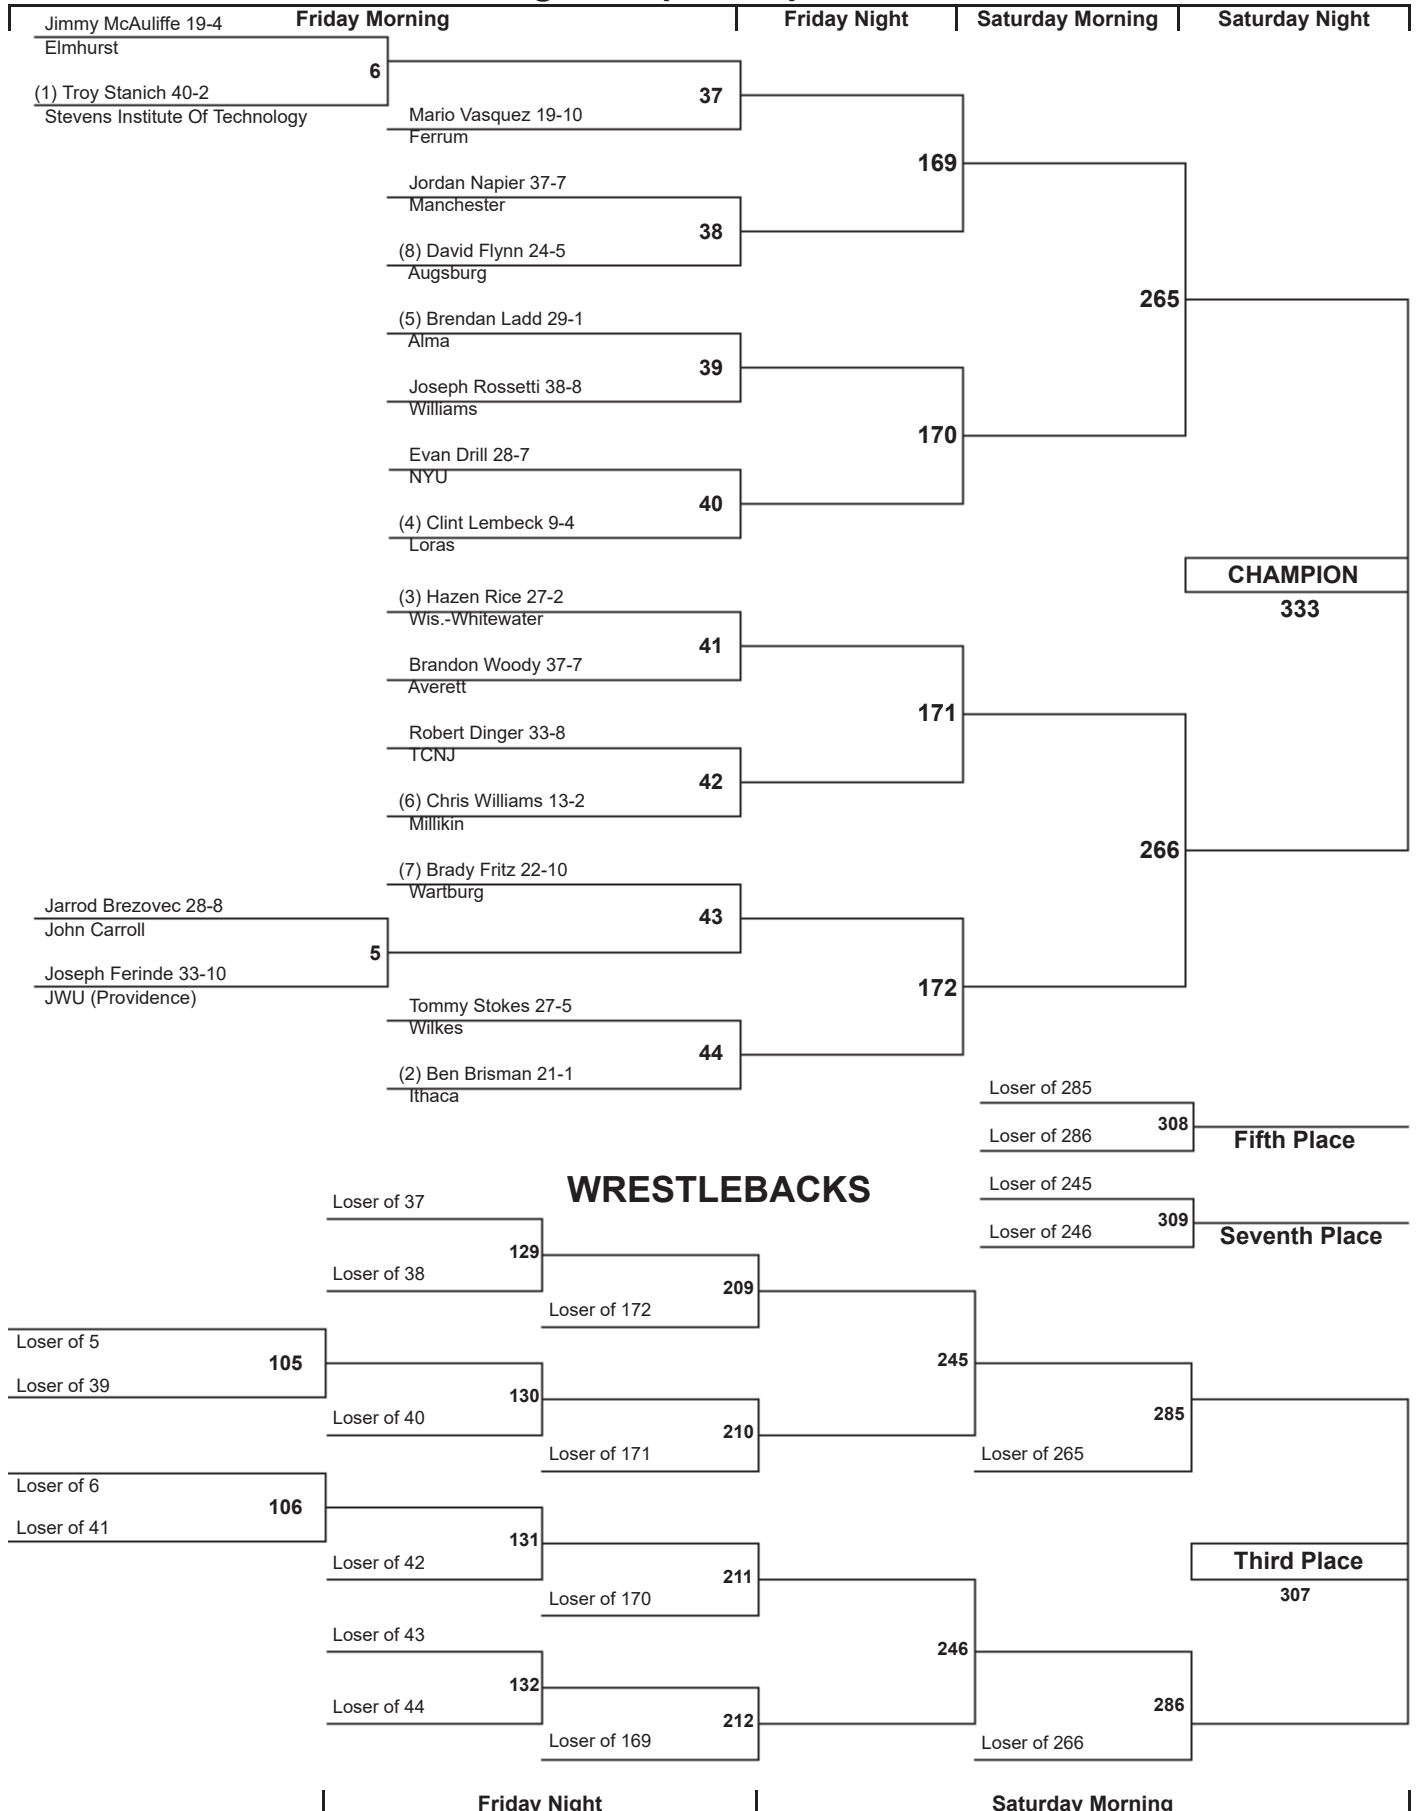 Friday Morning
Friday Night
Saturday Morning
Saturday Night
Jimmy McAuliffe 19-4
Elmhurst
6
(1) Troy Stanich 40-2
Stevens Institute Of Technology
37
Mario Vasquez 19-10
Ferrum
169
Jordan Napier 37-7
Manchester
38
(8) David Flynn 24-5
Augsburg
265
(5) Brendan Ladd 29-1
Alma
39
Joseph Rossetti 38-8
Williams
170
Evan Drill 28-7
NYU
40
(4) Clint Lembeck 9-4
Loras
CHAMPION
333
(3) Hazen Rice 27-2
Wis.-Whitewater
41
Brandon Woody 37-7
Averett
171
Robert Dinger 33-8
TCNJ
42
(6) Chris Williams 13-2
Millikin
266
(7) Brady Fritz 22-10
Wartburg
43
Jarrod Brezovec 28-8
John Carroll
5
Joseph Ferinde 33-10
JWU (Providence)
172
Tommy Stokes 27-5
Wilkes
44
(2) Ben Brisman 21-1
Ithaca
Loser of 285
308
Loser of 286
Fifth Place
WRESTLEBACKS
Loser of 245
309
Loser of 246
Seventh Place
Loser of 37
129
Loser of 38
209
Loser of 172
Loser of 5
105
Loser of 39
245
130
Loser of 40
210
Loser of 171
285
Loser of 265
Loser of 6
106
Loser of 41
131
Loser of 42
211
Loser of 170
Third Place
307
Loser of 43
132
Loser of 44
246
212
Loser of 169
286
Loser of 266
Friday Night
Saturday Morning